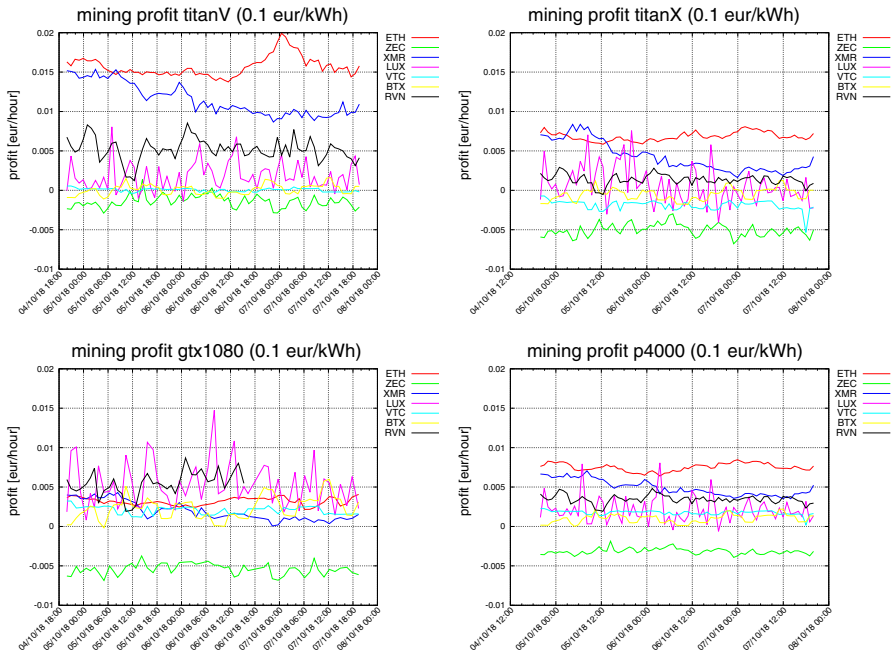 mining profit titanV (0.1 eur/kWh)
profit [eur/hour]
0.02
0.015
0.01
0.005
0
-0.005
-0.01
04/10/18 18:00
05/10/18 00:00
05/10/18 06:00
05/10/18 12:00
05/10/18 18:00
06/10/18 00:00
06/10/18 06:00
06/10/18 12:00
06/10/18 18:00
07/10/18 00:00
07/10/18 06:00
07/10/18 12:00
07/10/18 18:00
08/10/18 00:00
ETH
ZEC
XMR
LUX
VTC
BTX
RVN
mining profit titanX (0.1 eur/kWh)
profit [eur/hour]
0.02
0.015
0.01
0.005
0
-0.005
-0.01
04/10/18 12:00
05/10/18 00:00
05/10/18 12:00
06/10/18 00:00
06/10/18 12:00
07/10/18 00:00
07/10/18 12:00
08/10/18 00:00
ETH
ZEC
XMR
LUX
VTC
BTX
RVN
mining profit gtx1080 (0.1 eur/kWh)
profit [eur/hour]
0.02
0.015
0.01
0.005
0
-0.005
-0.01
04/10/18 18:00
05/10/18 00:00
05/10/18 06:00
05/10/18 12:00
05/10/18 18:00
06/10/18 00:00
06/10/18 06:00
06/10/18 12:00
06/10/18 18:00
07/10/18 00:00
07/10/18 06:00
07/10/18 12:00
07/10/18 18:00
08/10/18 00:00
ETH
ZEC
XMR
LUX
VTC
BTX
RVN
mining profit p4000 (0.1 eur/kWh)
profit [eur/hour]
0.02
0.015
0.01
0.005
0
-0.005
-0.01
04/10/18 12:00
05/10/18 00:00
05/10/18 12:00
06/10/18 00:00
06/10/18 12:00
07/10/18 00:00
07/10/18 12:00
08/10/18 00:00
ETH
ZEC
XMR
LUX
VTC
BTX
RVN